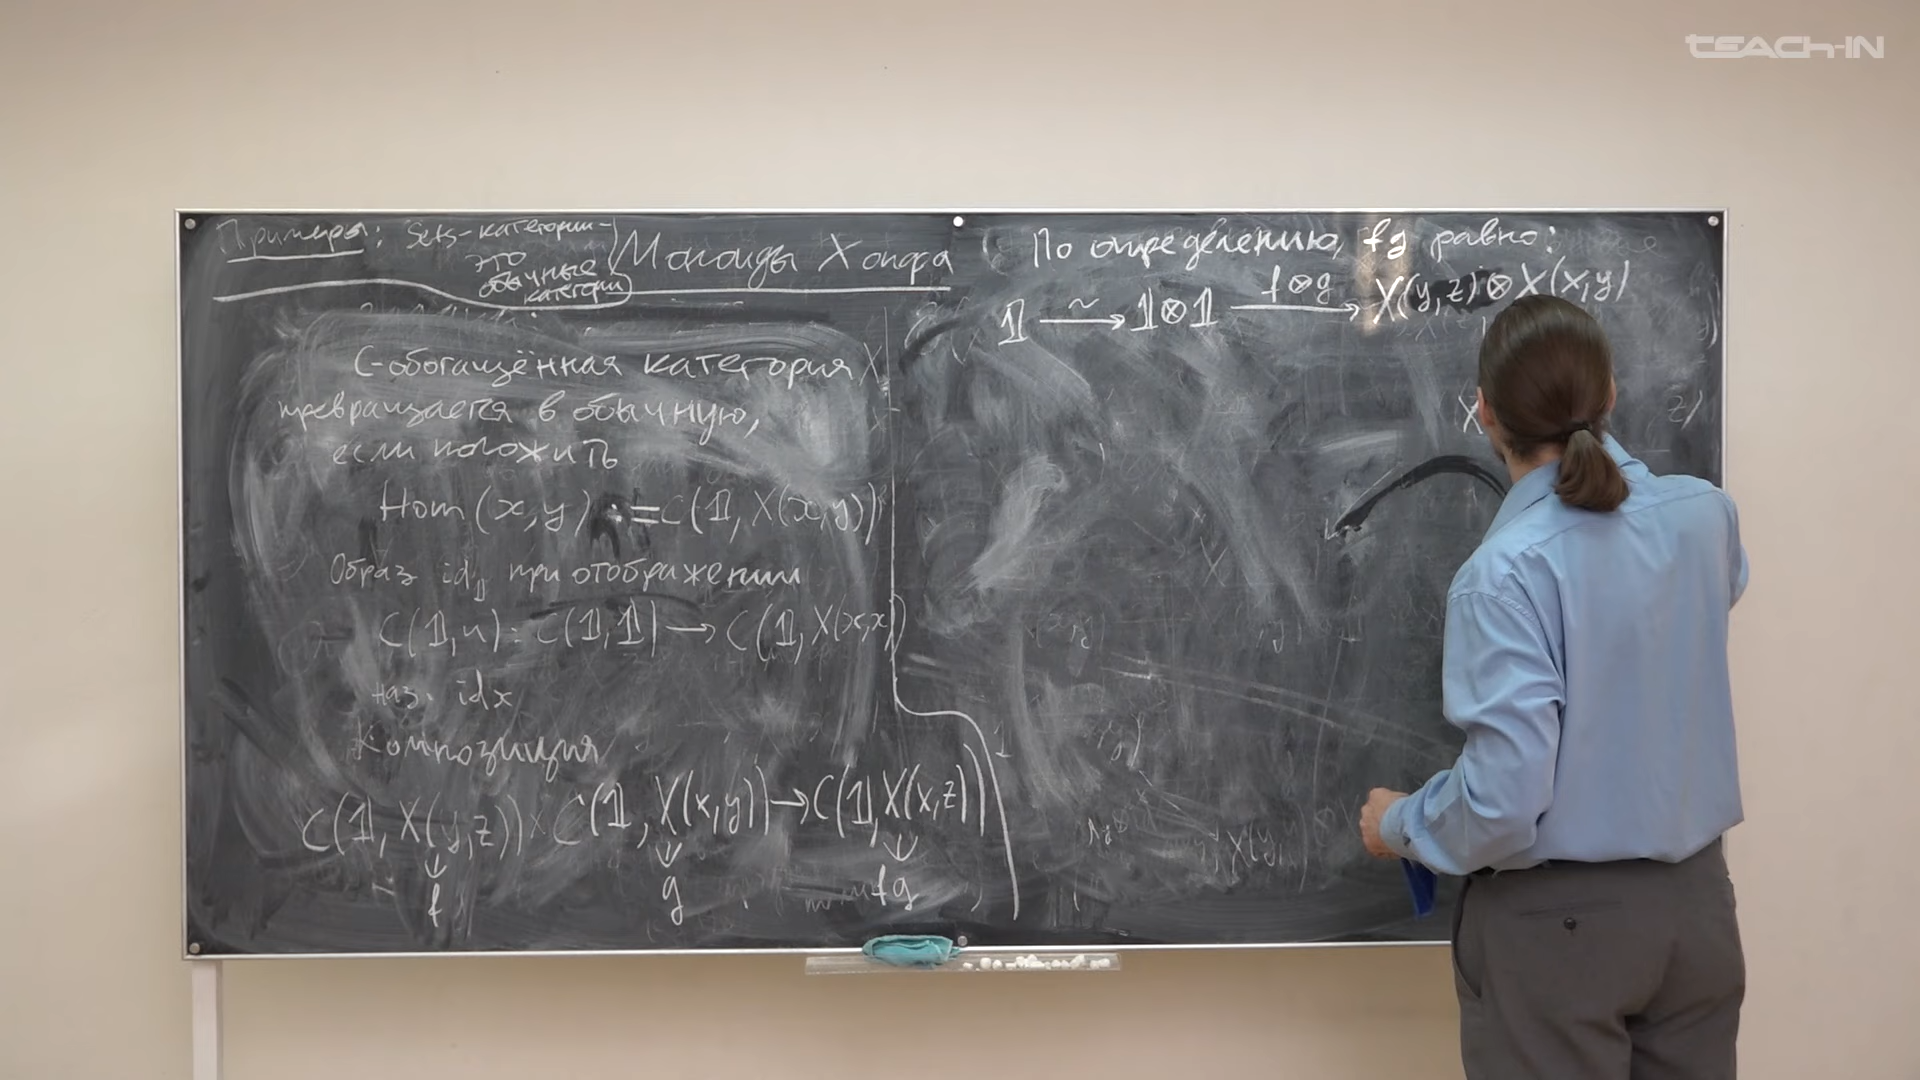 Примеры: Sets-категории -
это
обычные
категории
Моноиды Хопфа
C-обогащённая категория X
превращается в обычную,
если положить
Hom(x,y) := C(𝟙, X(x,y))
Образ id_𝟙 при отображении
C(𝟙,u): C(𝟙,𝟙) → C(𝟙, X(x,x))
наз. idx
Композиция
C(𝟙, X(y,z)) × C(𝟙, X(x,y)) → C(𝟙, X(x,z))
f g fg
По определению, fg равно:
𝟙 ~→ 𝟙⊗𝟙 f⊗g → X(y,z)⊗X(x,y)
X z)
TEACH-IN